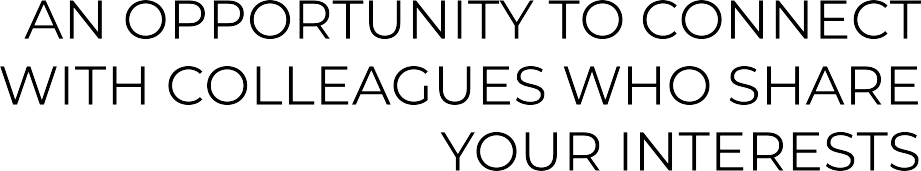 AN OPPORTUNITY TO CONNECT
WITH COLLEAGUES WHO SHARE
YOUR INTERESTS